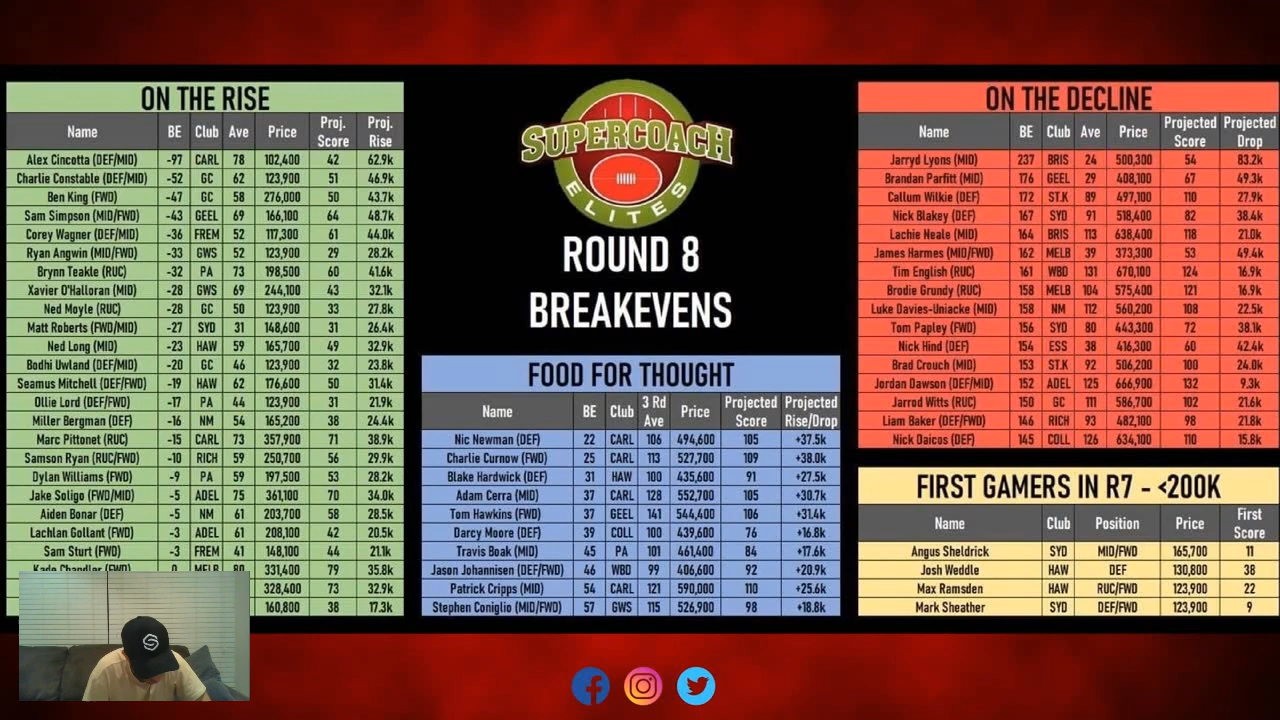 ON THE RISE
Name BE Club Ave Price Proj. Score Proj. Rise
Alex Cincotta (DEF/MID) -97 CARL 78 102,400 42 62.9k
Charlie Constable (DEF/MID) -52 GC 62 123,900 51 46.9k
Ben King (FWD) -47 GC 58 276,000 50 43.7k
Sam Simpson (MID/FWD) -43 GEEL 69 166,100 64 48.7k
Corey Wagner (DEF/MID) -36 FREM 52 117,300 61 44.0k
Ryan Angwin (MID/FWD) -33 GWS 52 123,900 29 28.2k
Brynn Teakle (RUC) -32 PA 73 198,500 60 41.6k
Xavier O'Halloran (MID) -28 GWS 69 244,100 43 32.1k
Ned Moyle (RUC) -28 GC 50 123,900 33 27.8k
Matt Roberts (FWD/MID) -27 SYD 31 148,600 31 26.4k
Ned Long (MID) -23 HAW 59 165,700 49 32.9k
Bodhi Uwland (DEF/MID) -20 GC 46 123,900 32 23.8k
Seamus Mitchell (DEF/FWD) -19 HAW 62 176,600 50 31.4k
Ollie Lord (DEF/FWD) -17 PA 44 123,900 31 21.9k
Miller Bergman (DEF) -16 NM 54 165,200 38 24.4k
Marc Pittonet (RUC) -15 CARL 73 357,900 71 38.9k
Samson Ryan (RUC/FWD) -10 RICH 59 250,700 56 29.9k
Dylan Williams (FWD) -9 PA 59 197,500 53 28.2k
Jake Soligo (FWD/MID) -5 ADEL 75 361,100 70 34.0k
Aiden Bonar (DEF) -5 NM 61 203,700 58 28.5k
Lachlan Gollant (FWD) -3 ADEL 61 208,100 42 20.5k
Sam Sturt (FWD) -3 FREM 41 148,100 44 21.1k
Kade Chandler (FWD) 0 MELB 80 331,400 79 35.8k
328,400 73 32.9k
160,800 38 17.3k
SUPERCOACH
ELITES
ROUND 8
BREAKEVENS
FOOD FOR THOUGHT
Name BE Club 3 Rd Ave Price Projected Score Projected Rise/Drop
Nic Newman (DEF) 22 CARL 106 494,600 105 +37.5k
Charlie Curnow (FWD) 25 CARL 113 527,700 109 +38.0k
Blake Hardwick (DEF) 31 HAW 100 435,600 91 +27.5k
Adam Cerra (MID) 37 CARL 128 552,700 105 +30.7k
Tom Hawkins (FWD) 37 GEEL 141 544,400 106 +31.4k
Darcy Moore (DEF) 39 COLL 100 439,600 76 +16.8k
Travis Boak (MID) 45 PA 101 461,400 84 +17.6k
Jason Johannisen (DEF/FWD) 46 WBD 99 406,600 92 +20.9k
Patrick Cripps (MID) 54 CARL 121 590,000 110 +25.6k
Stephen Coniglio (MID/FWD) 57 GWS 115 526,900 98 +18.8k
ON THE DECLINE
Name BE Club Ave Price Projected Score Projected Drop
Jarryd Lyons (MID) 237 BRIS 24 500,300 54 83.2k
Brandan Parfitt (MID) 176 GEEL 29 408,100 67 49.3k
Callum Wilkie (DEF) 172 ST.K 89 497,100 110 27.9k
Nick Blakey (DEF) 167 SYD 91 518,400 82 38.4k
Lachie Neale (MID) 164 BRIS 113 638,400 118 21.0k
James Harmes (MID/FWD) 162 MELB 39 373,300 53 49.4k
Tim English (RUC) 161 WBD 131 670,100 124 16.9k
Brodie Grundy (RUC) 158 MELB 104 575,400 121 16.9k
Luke Davies-Uniacke (MID) 158 NM 112 560,200 108 22.5k
Tom Papley (FWD) 156 SYD 80 443,300 72 38.1k
Nick Hind (DEF) 154 ESS 38 416,300 60 42.4k
Brad Crouch (MID) 153 ST.K 92 506,200 100 24.0k
Jordan Dawson (DEF/MID) 152 ADEL 125 666,900 132 9.3k
Jarrod Witts (RUC) 150 GC 111 586,700 102 21.6k
Liam Baker (DEF/FWD) 146 RICH 93 482,100 98 21.8k
Nick Daicos (DEF) 145 COLL 126 634,100 110 15.8k
FIRST GAMERS IN R7 - <200K
Name Club Position Price First Score
Angus Sheldrick SYD MID/FWD 165,700 11
Josh Weddle HAW DEF 130,800 38
Max Ramsden HAW RUC/FWD 123,900 22
Mark Sheather SYD DEF/FWD 123,900 9